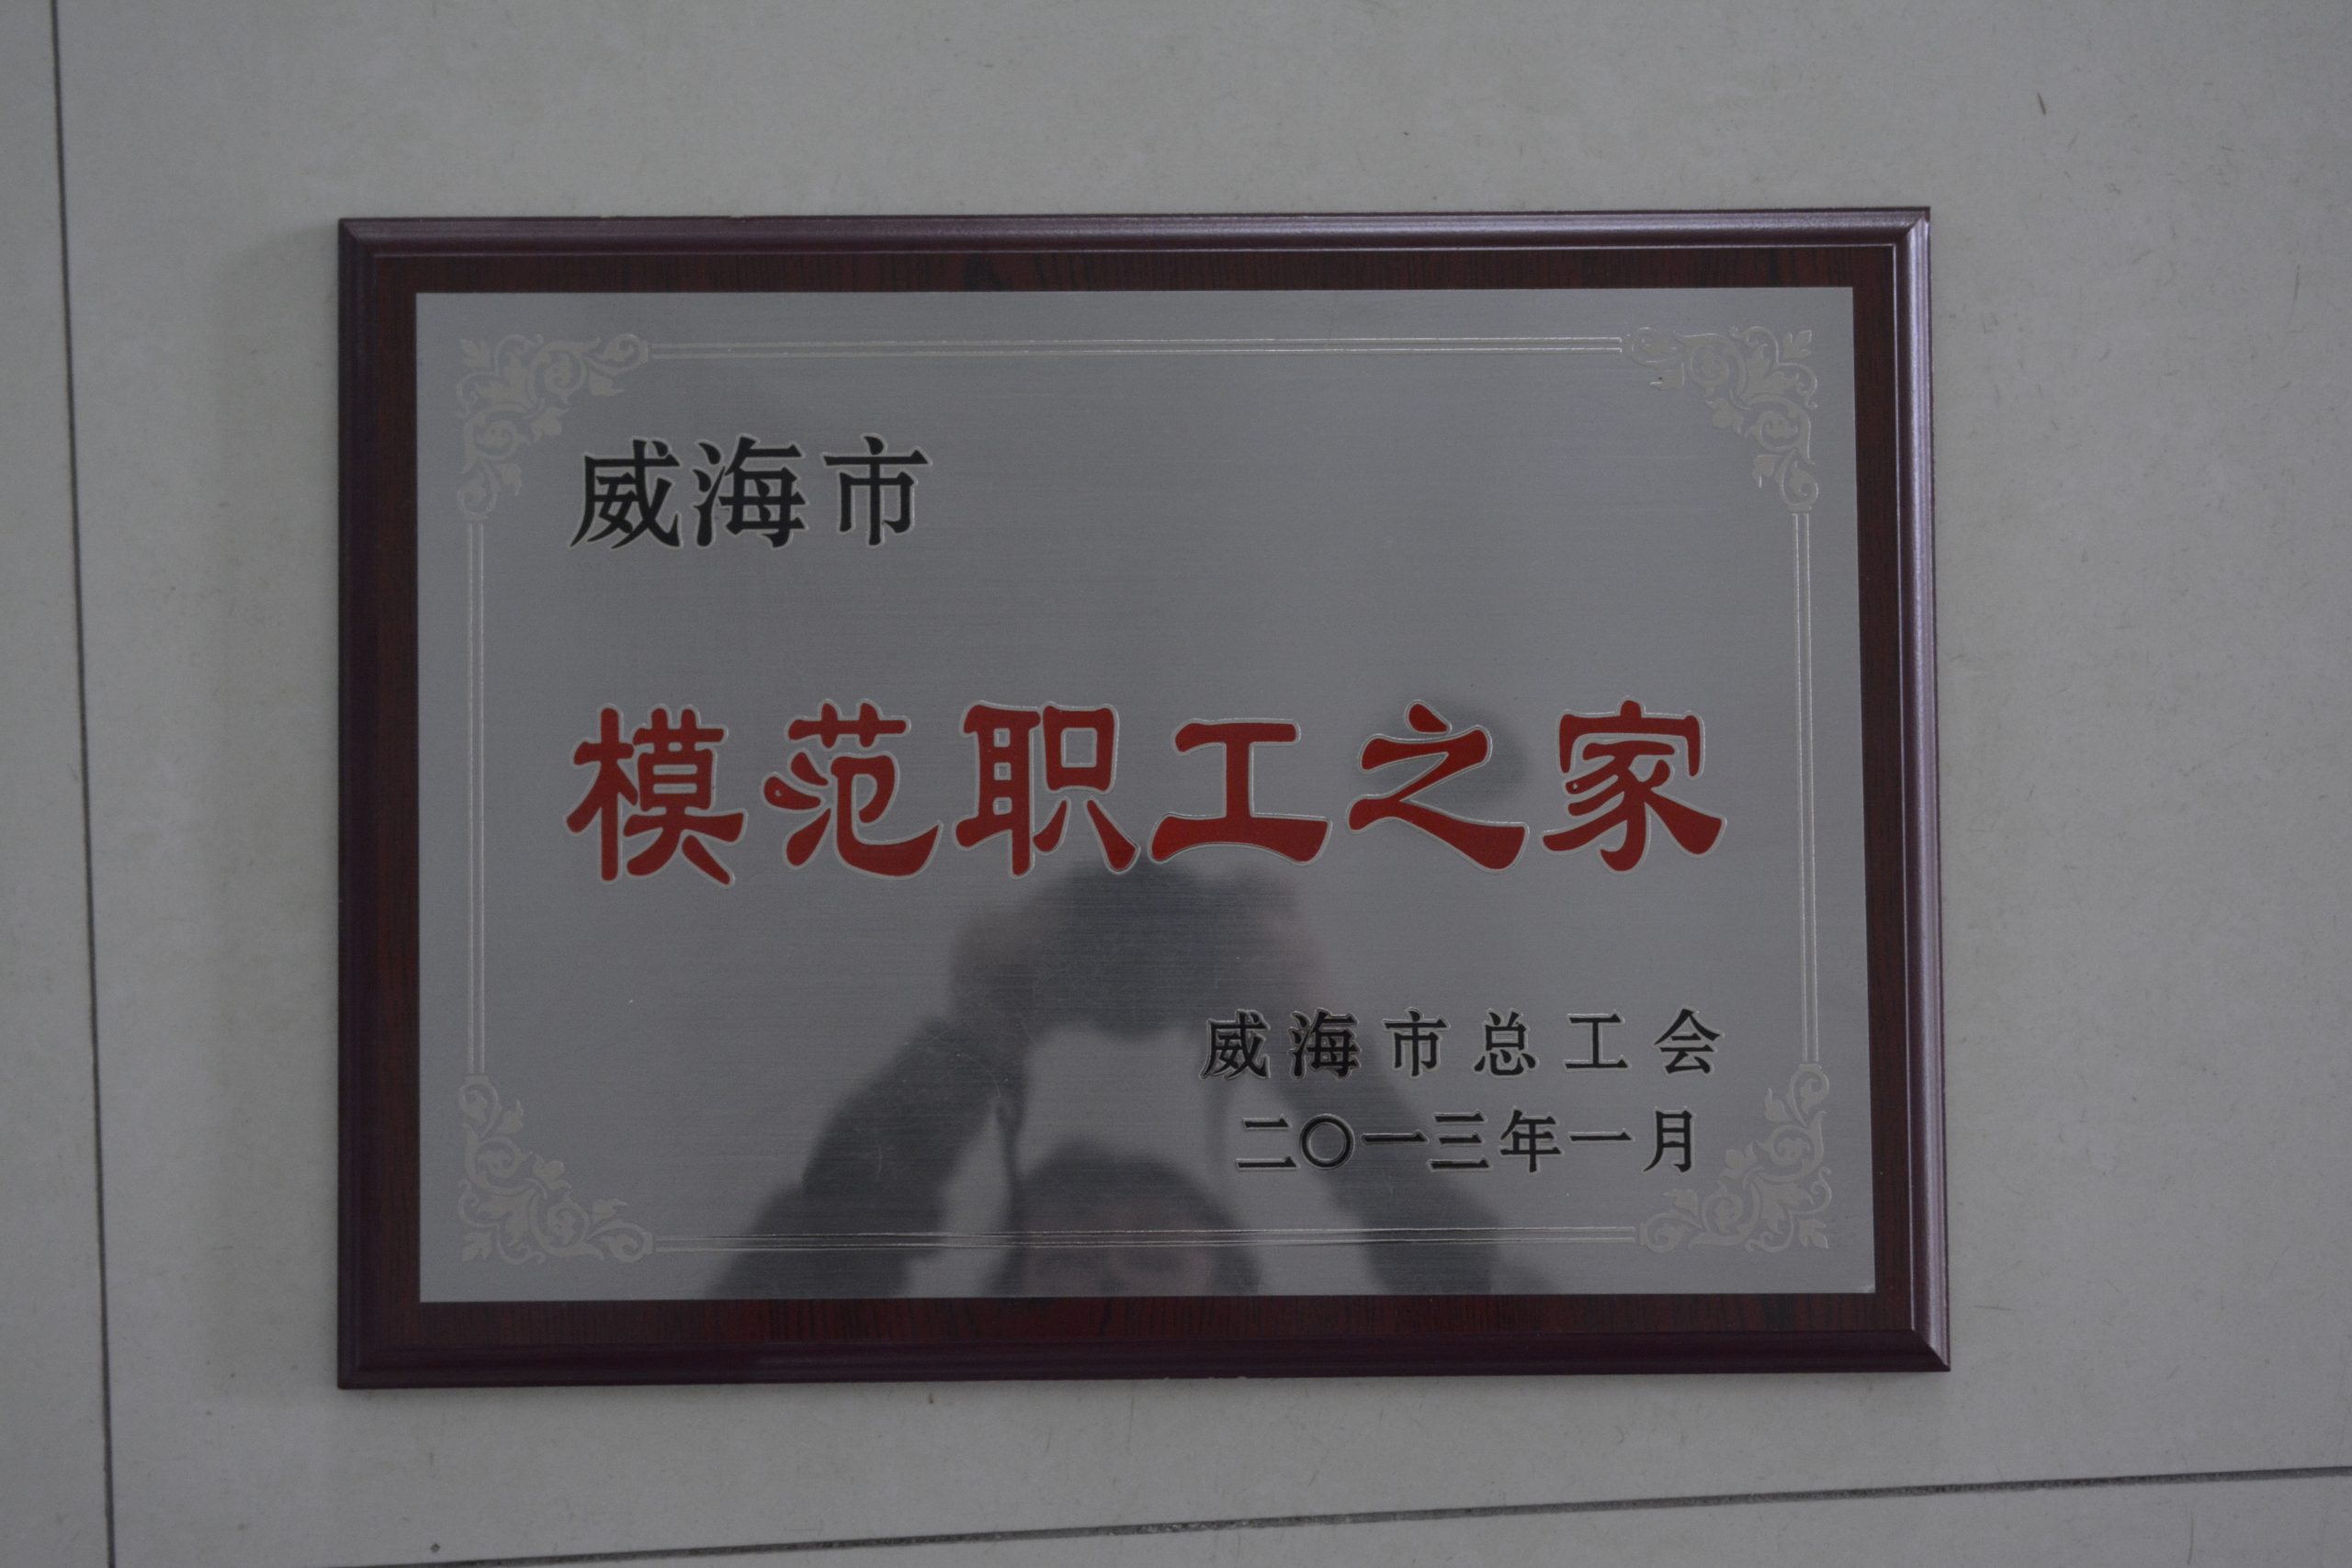 威海市
模范职工之家
威海市总工会
二〇一三年一月